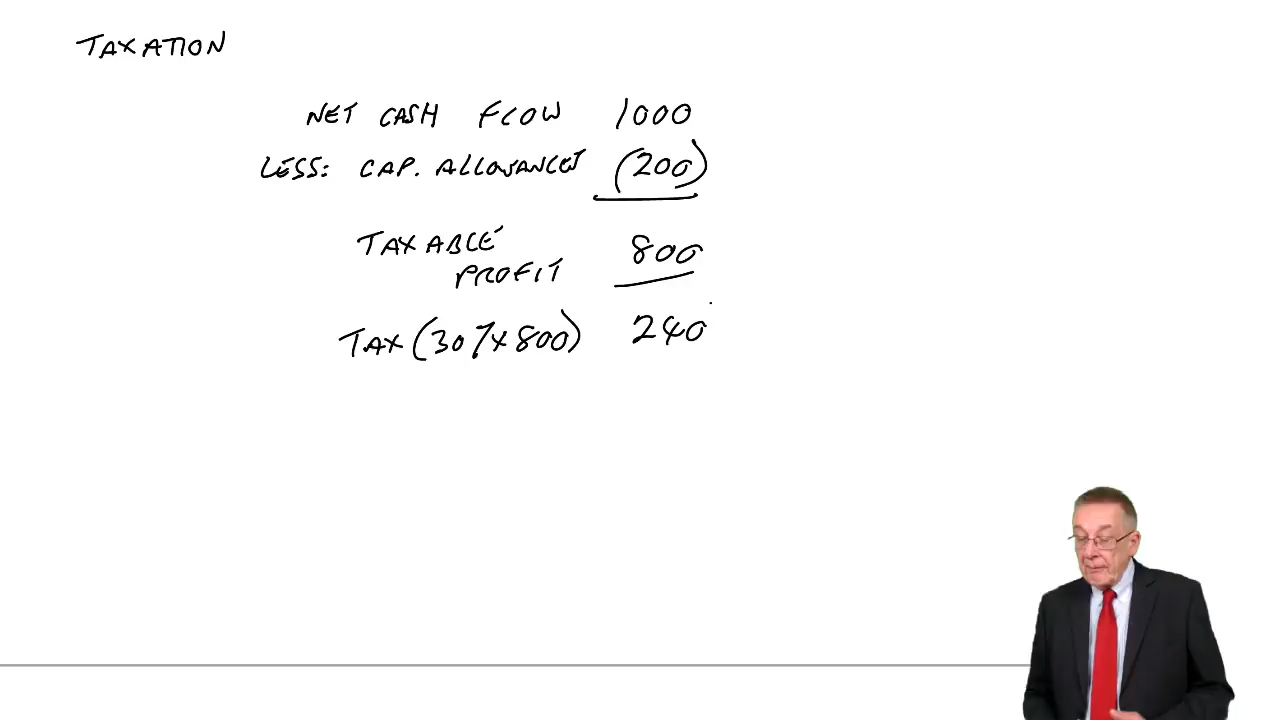 TAXATION
NET CASH FLOW 1000
LESS: CAP. ALLOWANCES (200)
TAXABLE
PROFIT 800
TAX (30% x 800) 240